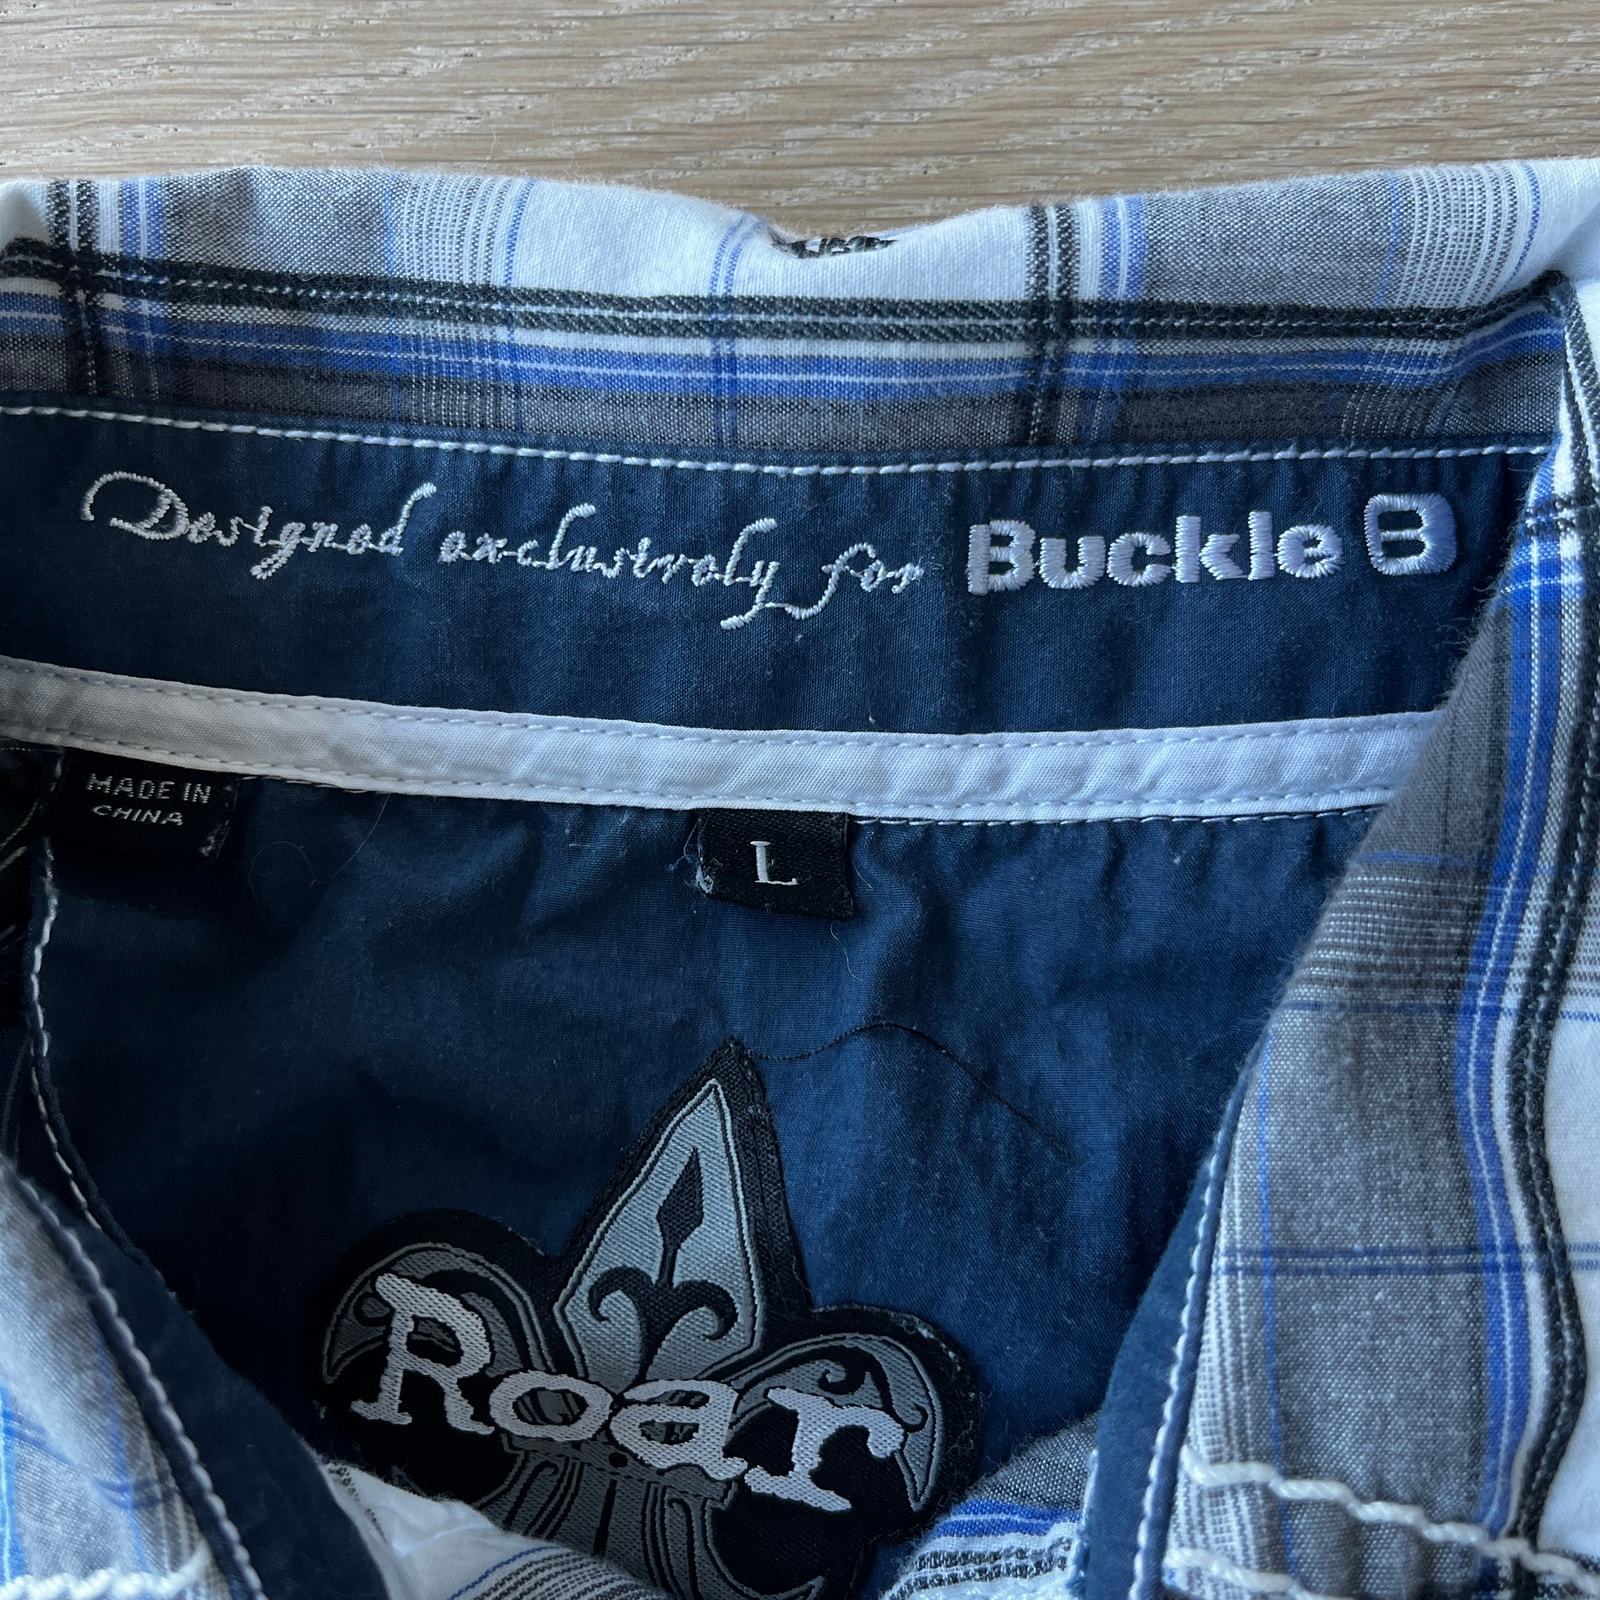 Designed exclusively for Buckle B
MADE IN
CHINA
L
Roar